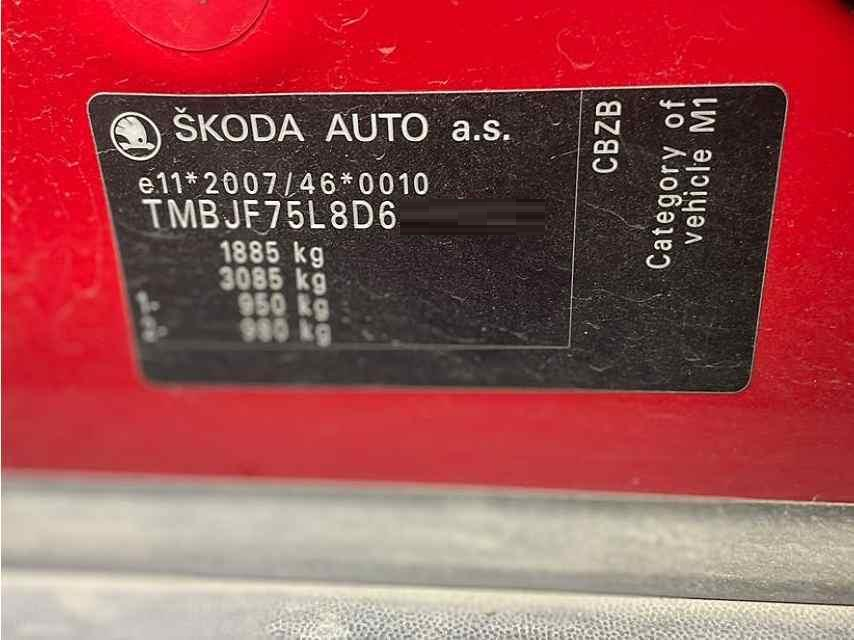 ŠKODA AUTO a.s.
e11*2007/46*0010
TMBJF75L8D6
1885 kg
3085 kg
1- 950 kg
2- 980 kg
CBZB
Category of
vehicle M1